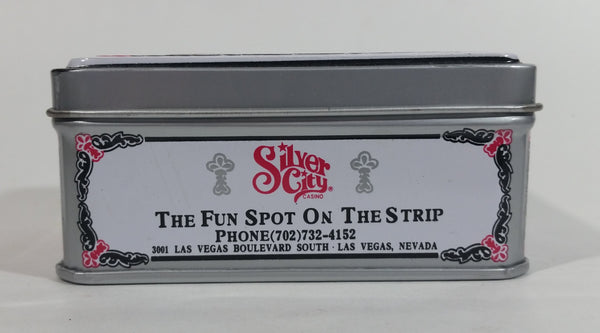 Silver
City®
CASINO
THE FUN SPOT ON THE STRIP
PHONE(702)732-4152
3001 LAS VEGAS BOULEVARD SOUTH · LAS VEGAS, NEVADA